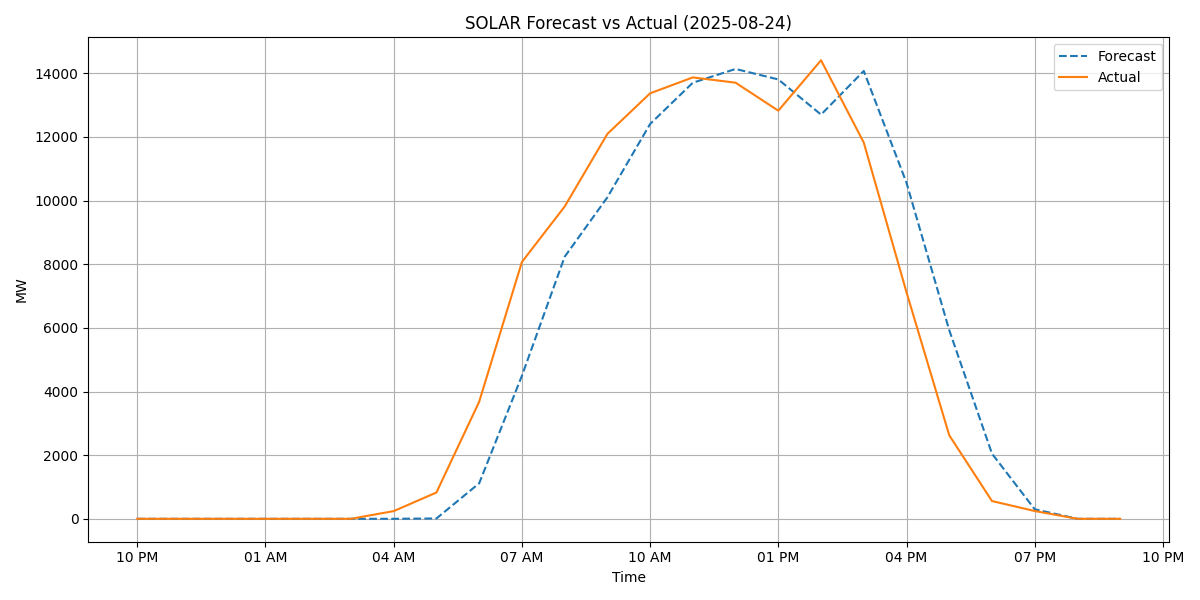 SOLAR Forecast vs Actual (2025-08-24)
Forecast
Actual
14000
12000
10000
8000
6000
4000
2000
0
MW
10 PM 01 AM 04 AM 07 AM 10 AM 01 PM 04 PM 07 PM 10 PM
Time